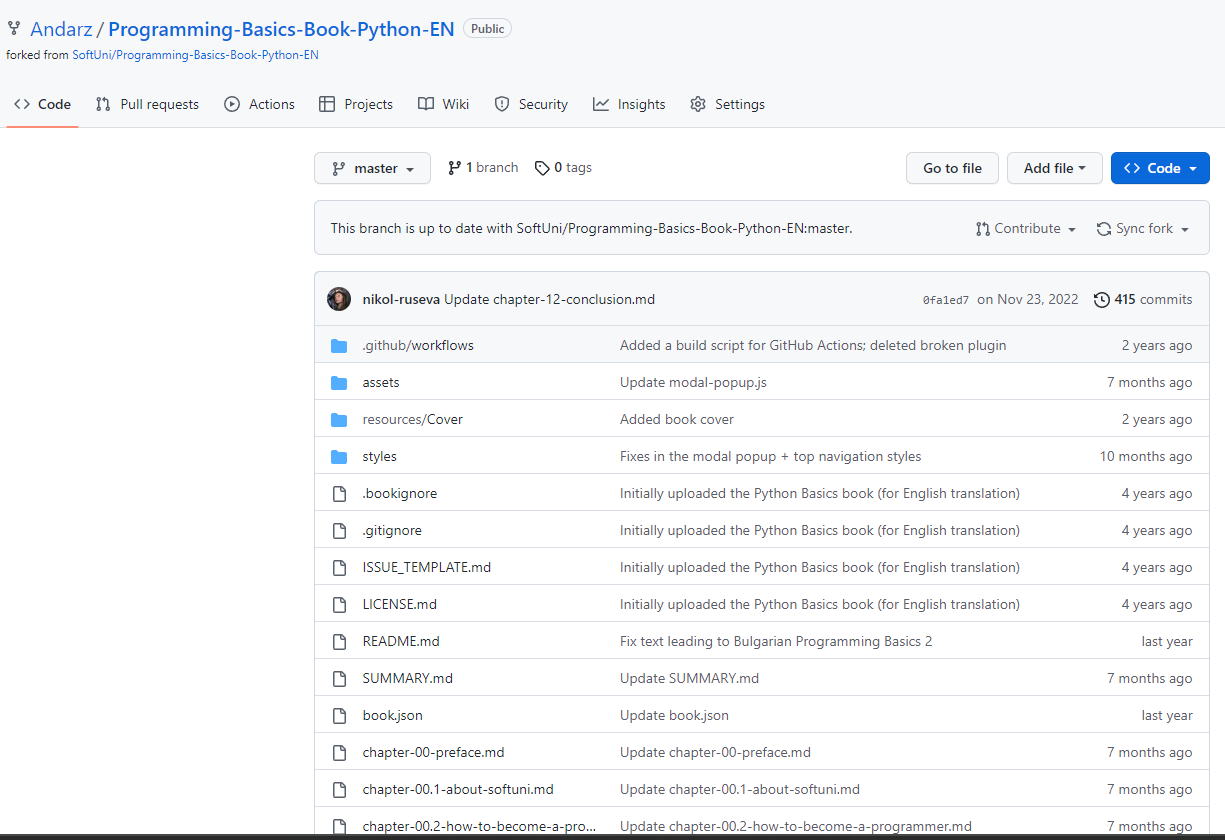 Andarz / Programming-Basics-Book-Python-EN Public
forked from SoftUni/Programming-Basics-Book-Python-EN
Code Pull requests Actions Projects Wiki Security Insights Settings
master 1 branch 0 tags Go to file Add file Code
This branch is up to date with SoftUni/Programming-Basics-Book-Python-EN:master. Contribute Sync fork
nikol-ruseva Update chapter-12-conclusion.md 0fa1ed7 on Nov 23, 2022 415 commits
.github/workflows Added a build script for GitHub Actions; deleted broken plugin 2 years ago
assets Update modal-popup.js 7 months ago
resources/Cover Added book cover 2 years ago
styles Fixes in the modal popup + top navigation styles 10 months ago
.bookignore Initially uploaded the Python Basics book (for English translation) 4 years ago
.gitignore Initially uploaded the Python Basics book (for English translation) 4 years ago
ISSUE_TEMPLATE.md Initially uploaded the Python Basics book (for English translation) 4 years ago
LICENSE.md Initially uploaded the Python Basics book (for English translation) 4 years ago
README.md Fix text leading to Bulgarian Programming Basics 2 last year
SUMMARY.md Update SUMMARY.md 7 months ago
book.json Update book.json last year
chapter-00-preface.md Update chapter-00-preface.md 7 months ago
chapter-00.1-about-softuni.md Update chapter-00.1-about-softuni.md 7 months ago
chapter-00.2-how-to-become-a-pro... Update chapter-00.2-how-to-become-a-programmer.md 7 months ago